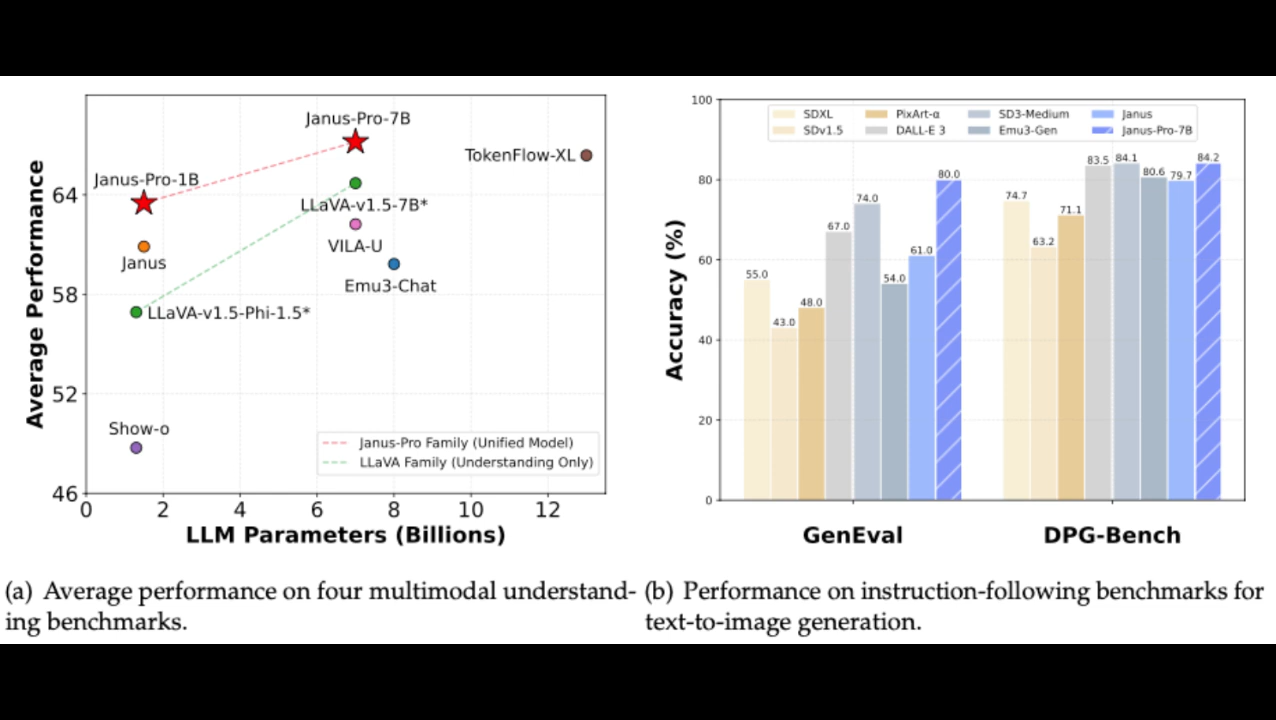 Average Performance
64
58
52
46
Janus-Pro-7B
TokenFlow-XL
Janus-Pro-1B
LLaVA-v1.5-7B*
VILA-U
Janus
Emu3-Chat
LLaVA-v1.5-Phi-1.5*
Show-o
Janus-Pro Family (Unified Model)
LLaVA Family (Understanding Only)
0 2 4 6 8 10 12
LLM Parameters (Billions)
(a) Average performance on four multimodal understand-
ing benchmarks.
Accuracy (%)
100
80
60
40
20
0
SDXL PixArt-α SD3-Medium Janus
SDv1.5 DALL-E 3 Emu3-Gen Janus-Pro-7B
55.0 43.0 48.0 67.0 74.0 54.0 61.0 80.0
74.7 63.2 71.1 83.5 84.1 80.6 79.7 84.2
GenEval DPG-Bench
(b) Performance on instruction-following benchmarks for
text-to-image generation.